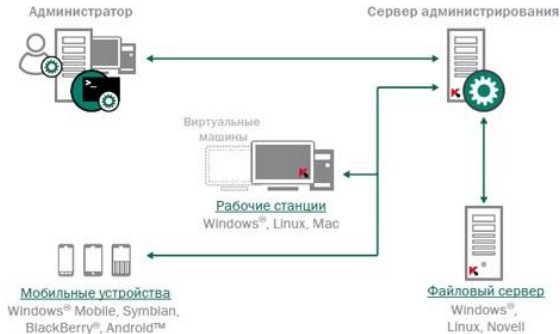 Администратор
Сервер администрирования
>_
Виртуальные
машины
Рабочие станции
Windows®, Linux, Mac
Мобильные устройства
Windows® Mobile, Symbian,
BlackBerry®, Android™
Файловый сервер
Windows®,
Linux, Novell